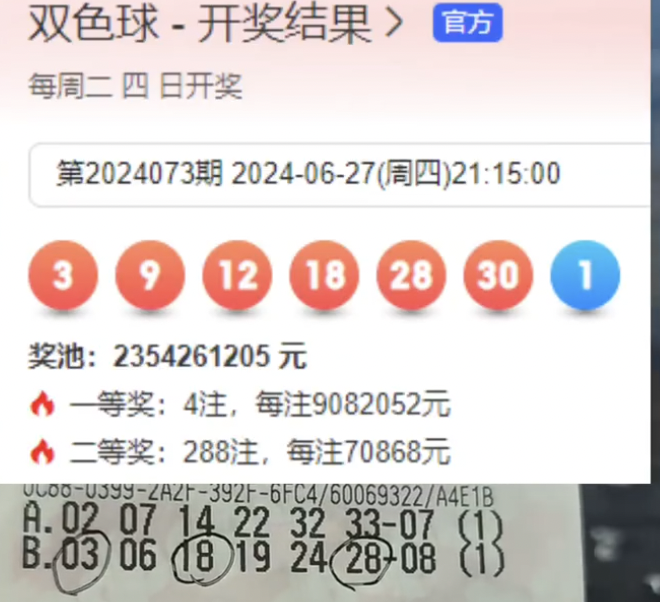 双色球 - 开奖结果 > 官方
每周二 四 日开奖
第2024073期 2024-06-27(周四)21:15:00
3 9 12 18 28 30 1
奖池：2354261205 元
一等奖：4注，每注9082052元
二等奖：288注，每注70868元
0C88-0399-2A2F-392F-6FC4/60069322/A4E1B
A.02 07 14 22 32 33-07 (1)
B.03 06 18 19 24 28-08 (1)